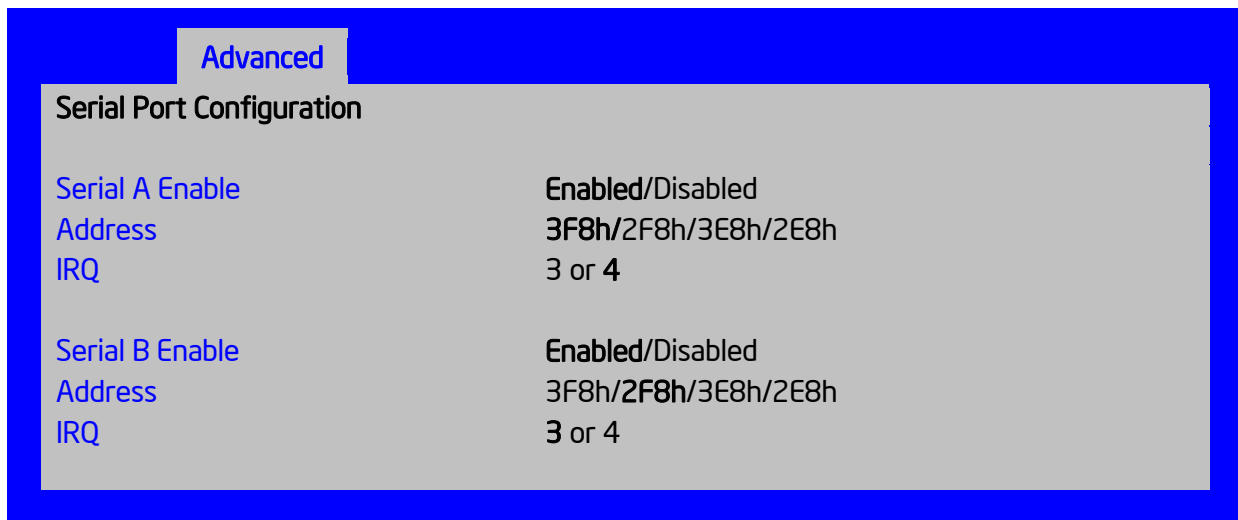 Advanced
Serial Port Configuration
Serial A Enable Enabled/Disabled
Address 3F8h/2F8h/3E8h/2E8h
IRQ 3 or 4
Serial B Enable Enabled/Disabled
Address 3F8h/2F8h/3E8h/2E8h
IRQ 3 or 4